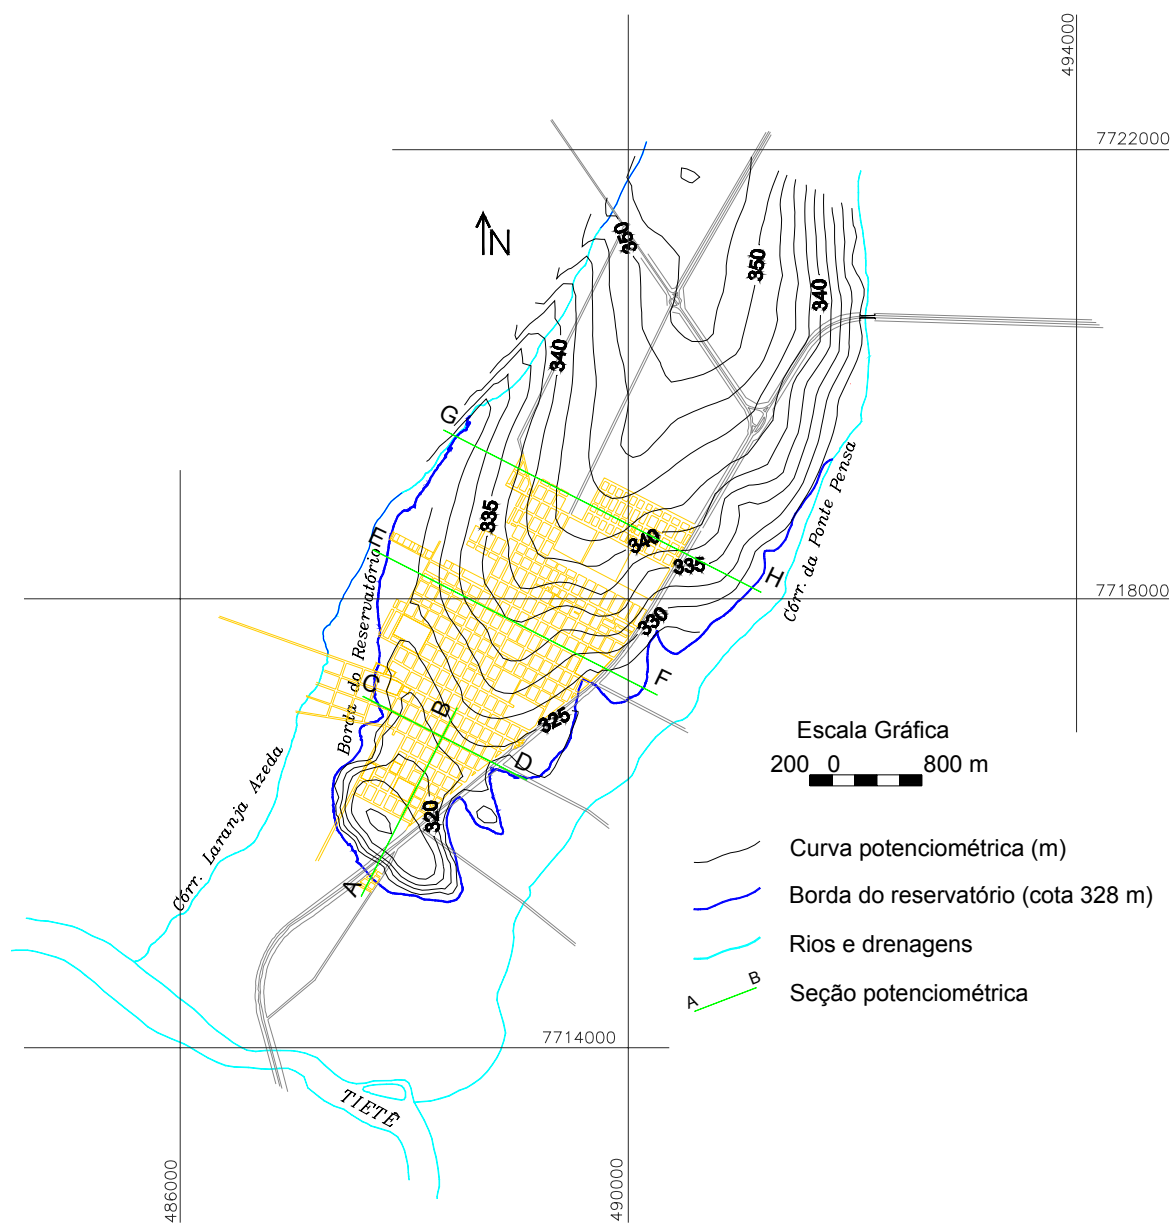 494000
7722000
N
350
350
340
340
G
335
E
340
335
H
Córr. da Ponte Pensa
7718000
330
Borda do Reservatório
F
C
B
325
D
Escala Gráfica
200 0 800 m
320
Córr. Laranja Azeda
Curva potenciométrica (m)
A
Borda do reservatório (cota 328 m)
Rios e drenagens
A B
Seção potenciométrica
7714000
TIETÊ
486000
490000